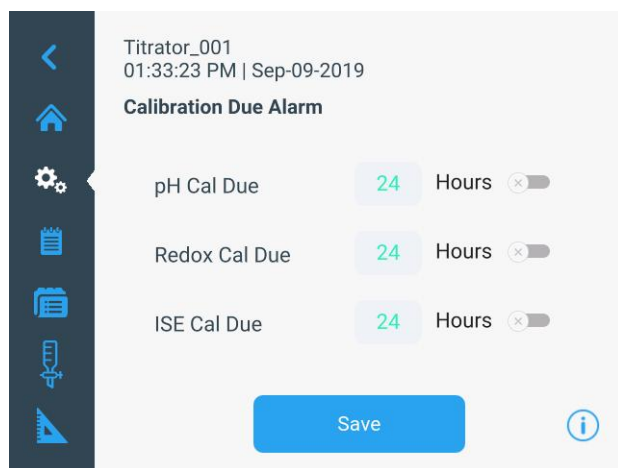 Titrator_001
01:33:23 PM | Sep-09-2019
Calibration Due Alarm
pH Cal Due 24 Hours
Redox Cal Due 24 Hours
ISE Cal Due 24 Hours
Save